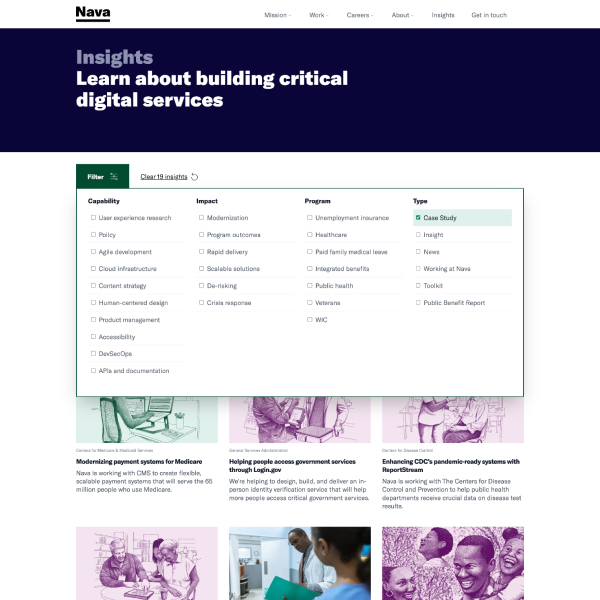 Nava
Mission
Work
Careers
About
Insights
Get in touch
Insights
Learn about building critical
digital services
Filter
Clear 19 insights
Capability
User experience research
Policy
Agile development
Cloud infrastructure
Content strategy
Human-centered design
Product management
Accessibility
DevSecOps
APIs and documentation
Impact
Modernization
Program outcomes
Rapid delivery
Scalable solutions
De-risking
Crisis response
Program
Unemployment insurance
Healthcare
Paid family medical leave
Integrated benefits
Public health
Veterans
WIC
Type
Case Study
Insight
News
Working at Nava
Toolkit
Public Benefit Report
Centers for Medicare & Medicaid Services
Modernizing payment systems for Medicare
Nava is working with CMS to create flexible,
scalable payment systems that will serve the 65
million people who use Medicare.
General Services Administration
Helping people access government services
through Login.gov
We're helping to design, build, and deliver an in-
person identity verification service that will help
more people access critical government services.
Centers for Disease Control
Enhancing CDC's pandemic-ready systems with
ReportStream
Nava is working with The Centers for Disease
Control and Prevention to help public health
departments receive crucial data on disease test
results.